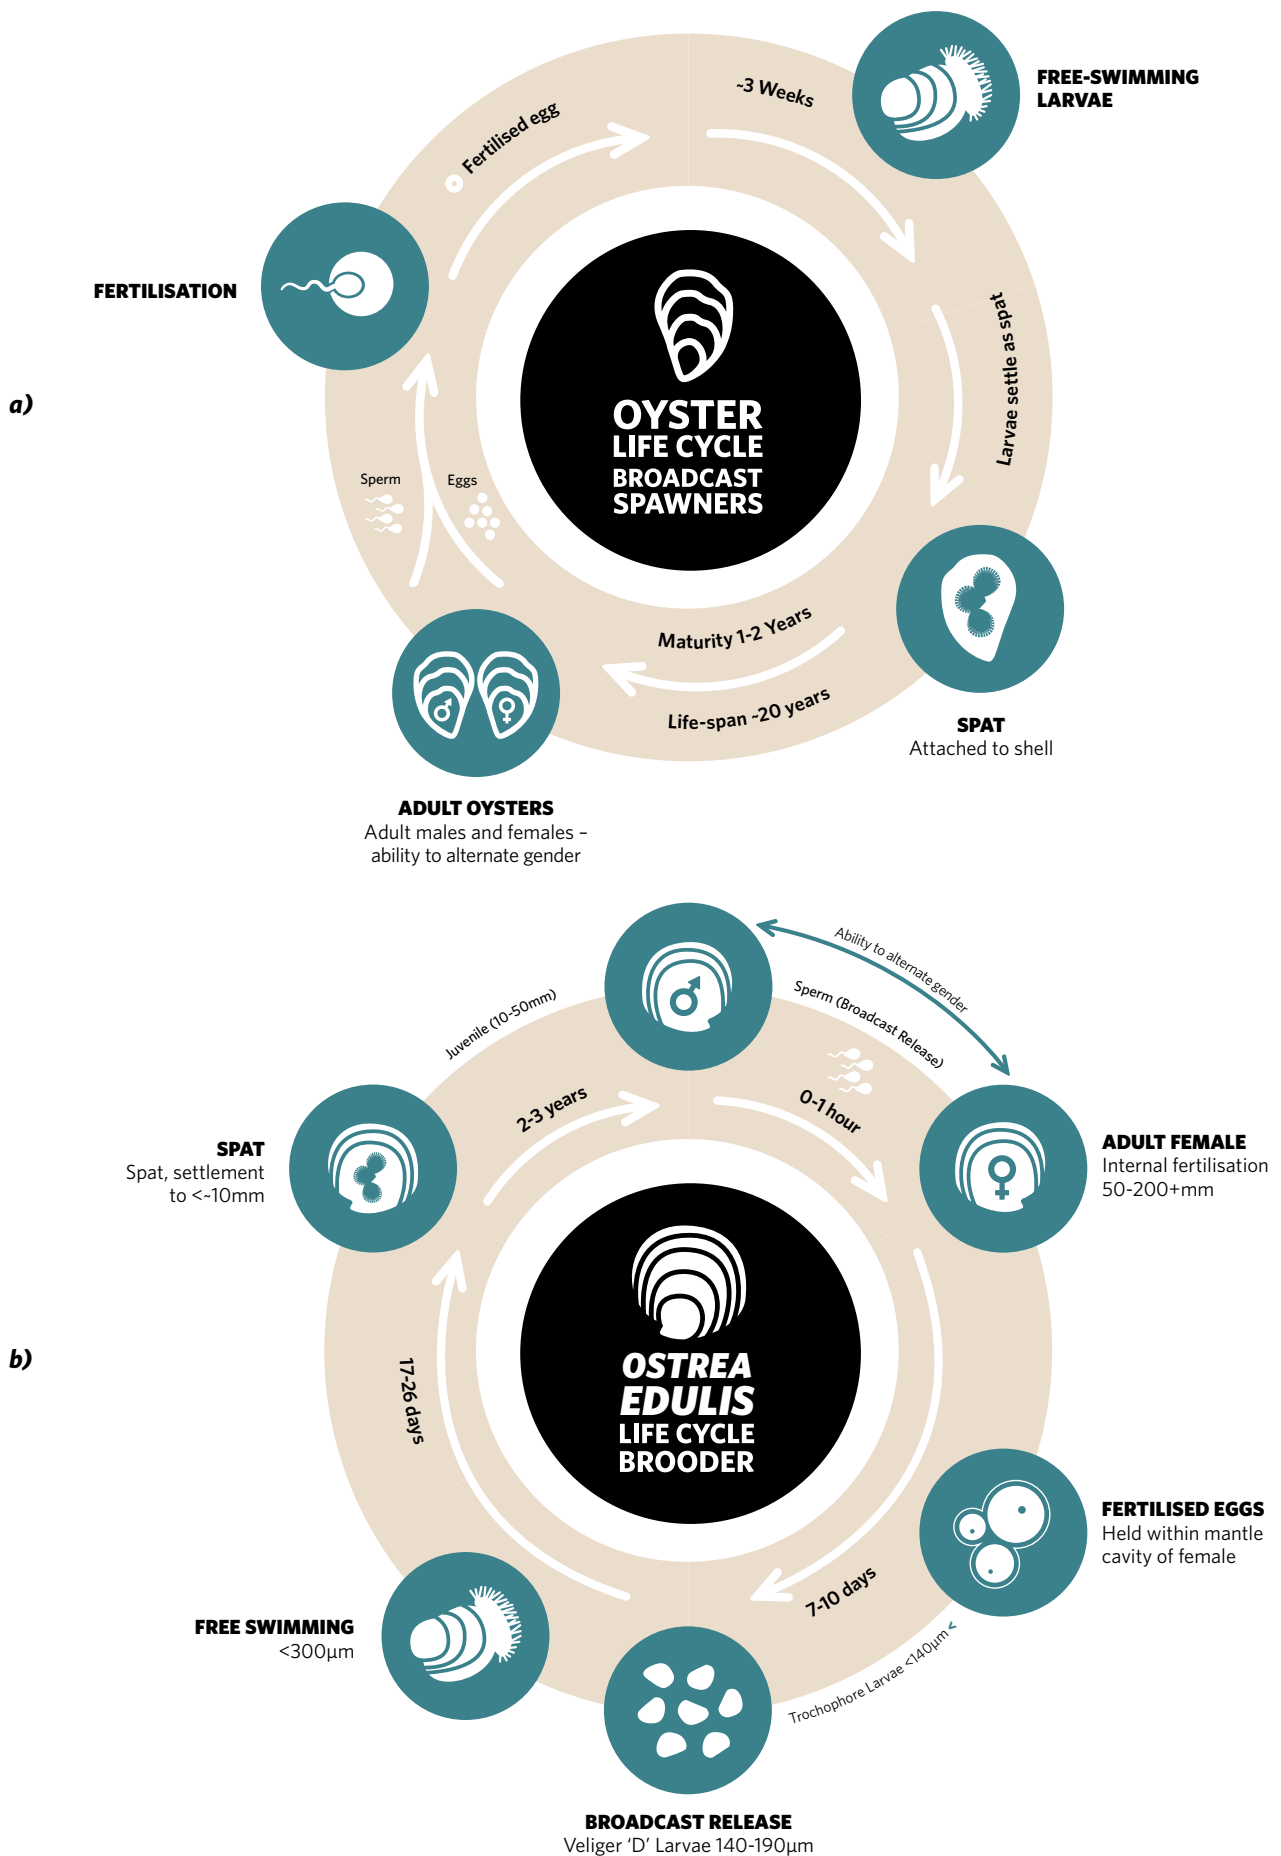 a)
~3 Weeks
FREE-SWIMMING
LARVAE
Fertilised egg
FERTILISATION
Larvae settle as spat
OYSTER
LIFE CYCLE
BROADCAST
SPAWNERS
Sperm
Eggs
Maturity 1-2 Years
Life-span ~20 years
SPAT
Attached to shell
ADULT OYSTERS
Adult males and females –
ability to alternate gender
b)
Ability to alternate gender
Sperm (Broadcast Release)
Juvenile (10-50mm)
2-3 years
0-1 hour
SPAT
Spat, settlement
to <~10mm
ADULT FEMALE
Internal fertilisation
50-200+mm
OSTREA
EDULIS
LIFE CYCLE
BROODER
17-26 days
FERTILISED EGGS
Held within mantle
cavity of female
7-10 days
Trochophore Larvae <140µm <
FREE SWIMMING
<300µm
BROADCAST RELEASE
Veliger ‘D’ Larvae 140-190µm